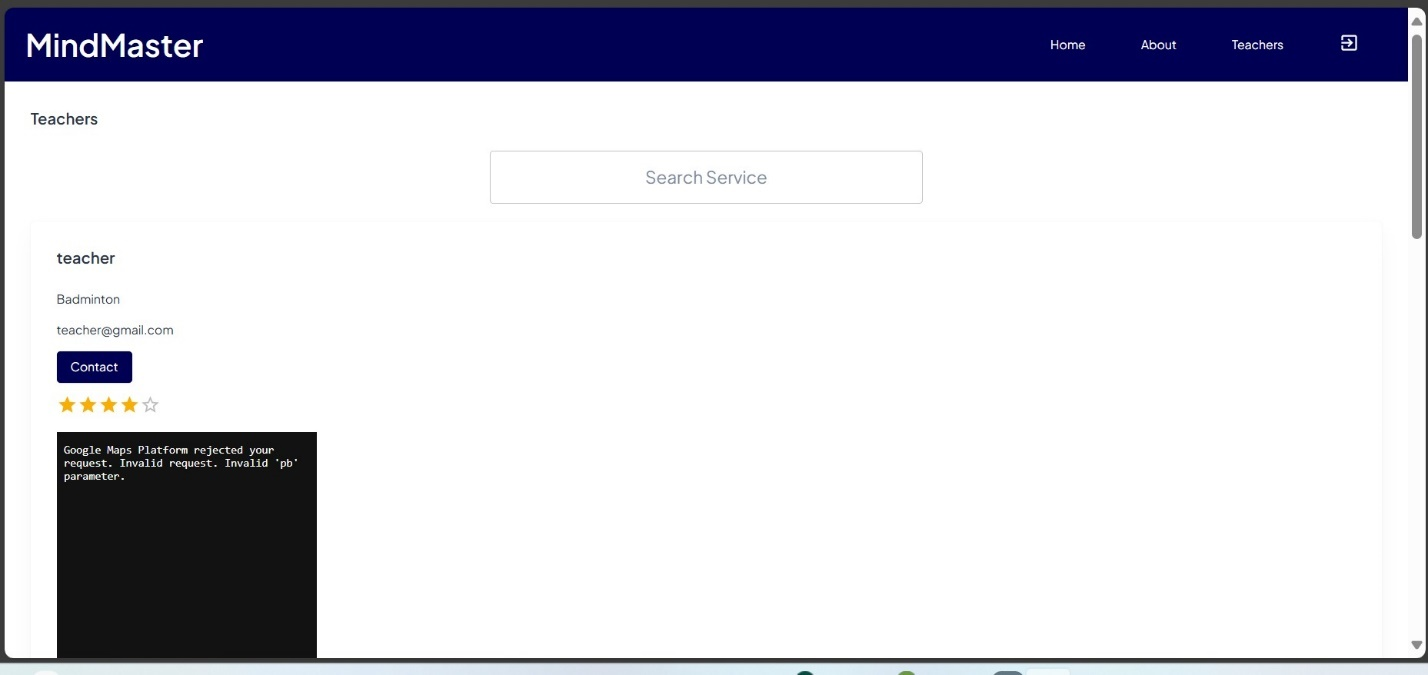 MindMaster
Home
About
Teachers
Teachers
Search Service
teacher
Badminton
teacher@gmail.com
Contact
Google Maps Platform rejected your
request. Invalid request. Invalid 'pb'
parameter.